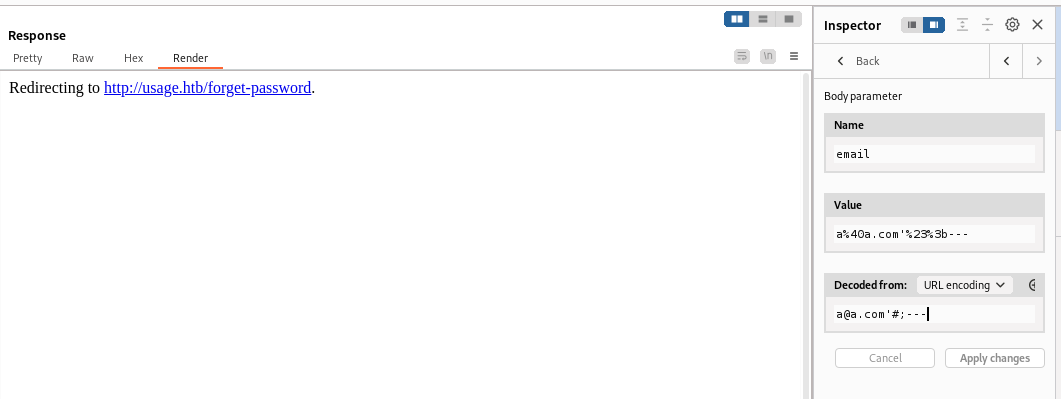 Response
Pretty Raw Hex Render
\n
Redirecting to http://usage.htb/forget-password.
Inspector
Back
Body parameter
Name
email
Value
a%40a.com'%23%3b---
Decoded from: URL encoding
a@a.com'#;---
Cancel Apply changes